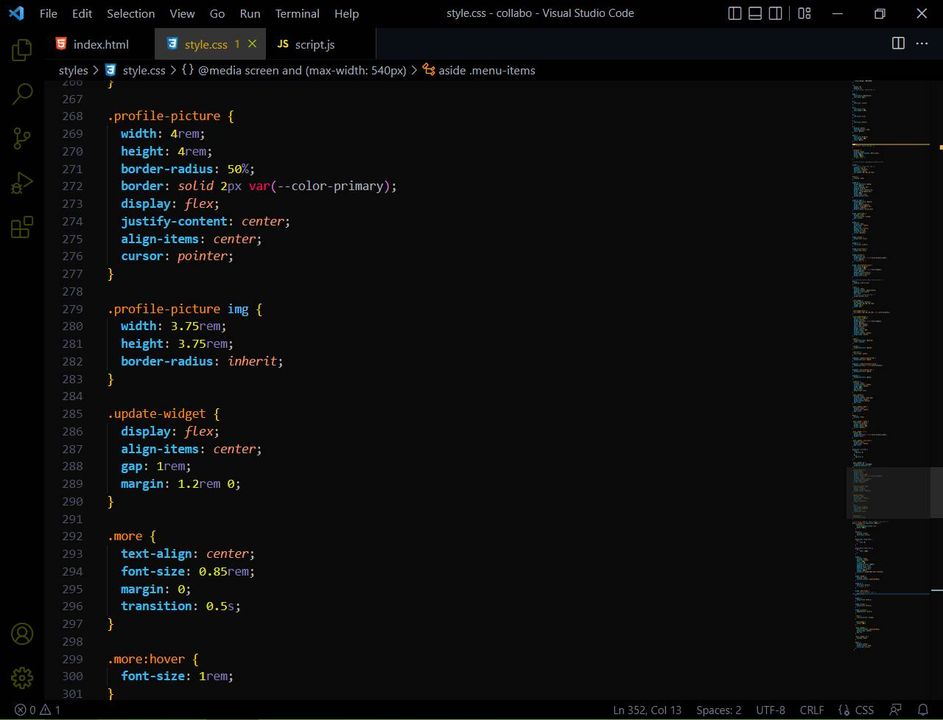 File Edit Selection View Go Run Terminal Help style.css - collabo - Visual Studio Code
index.html style.css 1 JS script.js
styles > style.css > {} @media screen and (max-width: 540px) > aside .menu-items
266 }
267
268 .profile-picture {
269 width: 4rem;
270 height: 4rem;
271 border-radius: 50%;
272 border: solid 2px var(--color-primary);
273 display: flex;
274 justify-content: center;
275 align-items: center;
276 cursor: pointer;
277 }
278
279 .profile-picture img {
280 width: 3.75rem;
281 height: 3.75rem;
282 border-radius: inherit;
283 }
284
285 .update-widget {
286 display: flex;
287 align-items: center;
288 gap: 1rem;
289 margin: 1.2rem 0;
290 }
291
292 .more {
293 text-align: center;
294 font-size: 0.85rem;
295 margin: 0;
296 transition: 0.5s;
297 }
298
299 .more:hover {
300 font-size: 1rem;
301 }
0 1 Ln 352, Col 13 Spaces: 2 UTF-8 CRLF {} CSS